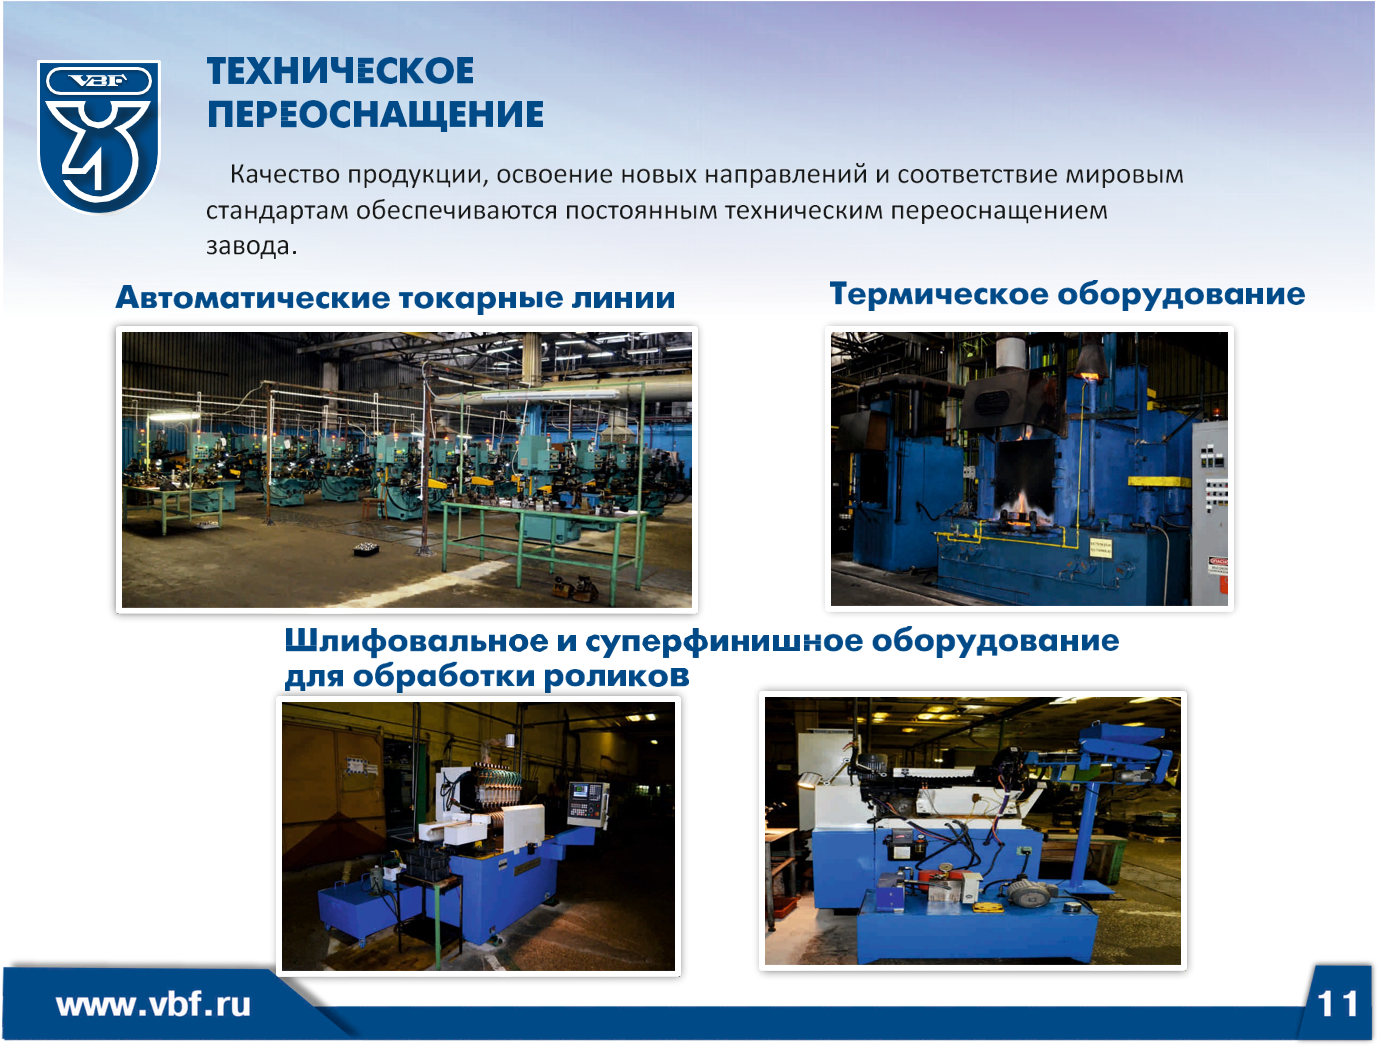 VBF
ТЕХНИЧЕСКОЕ
ПЕРЕОСНАЩЕНИЕ
Качество продукции, освоение новых направлений и соответствие мировым
стандартам обеспечиваются постоянным техническим переоснащением
завода.
Автоматические токарные линии
Термическое оборудование
Шлифовальное и суперфинишное оборудование
для обработки роликов
www.vbf.ru
11